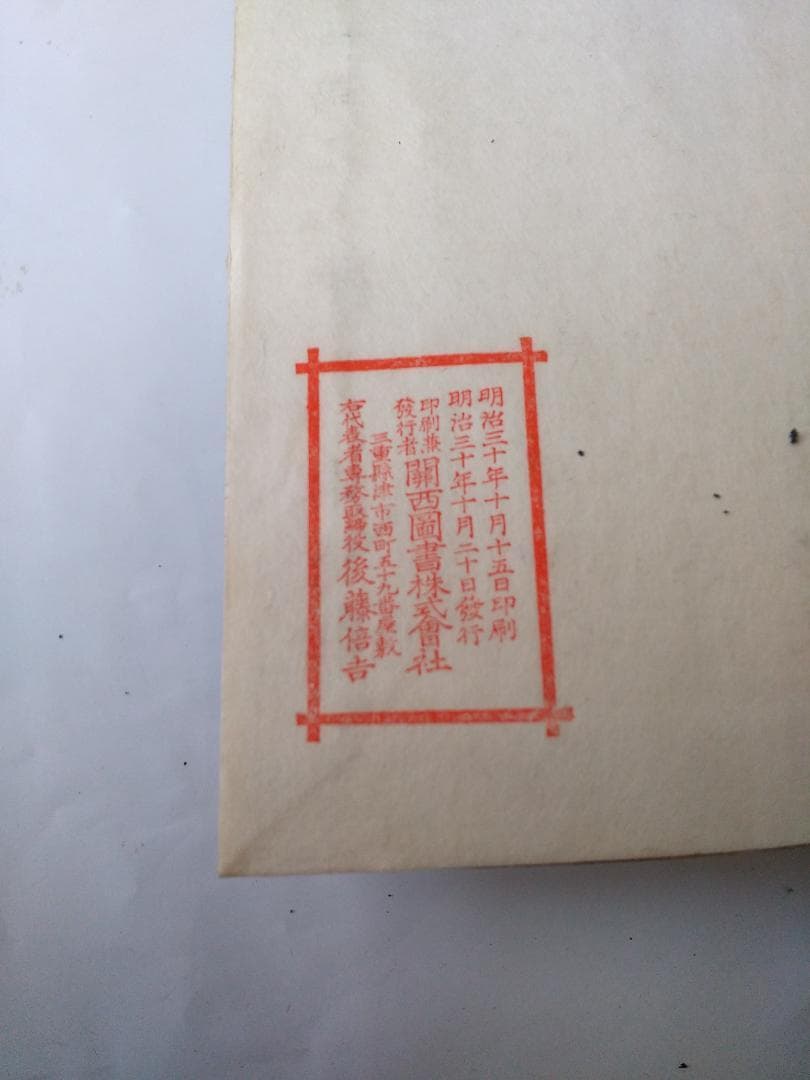 明治三十年十月十五日印刷
明治三十年十月二十日發行
印刷兼
發行者
關西圖書株式會社
三重縣津市西町五十九番屋敷
右代表者専務取締役後藤倍吉